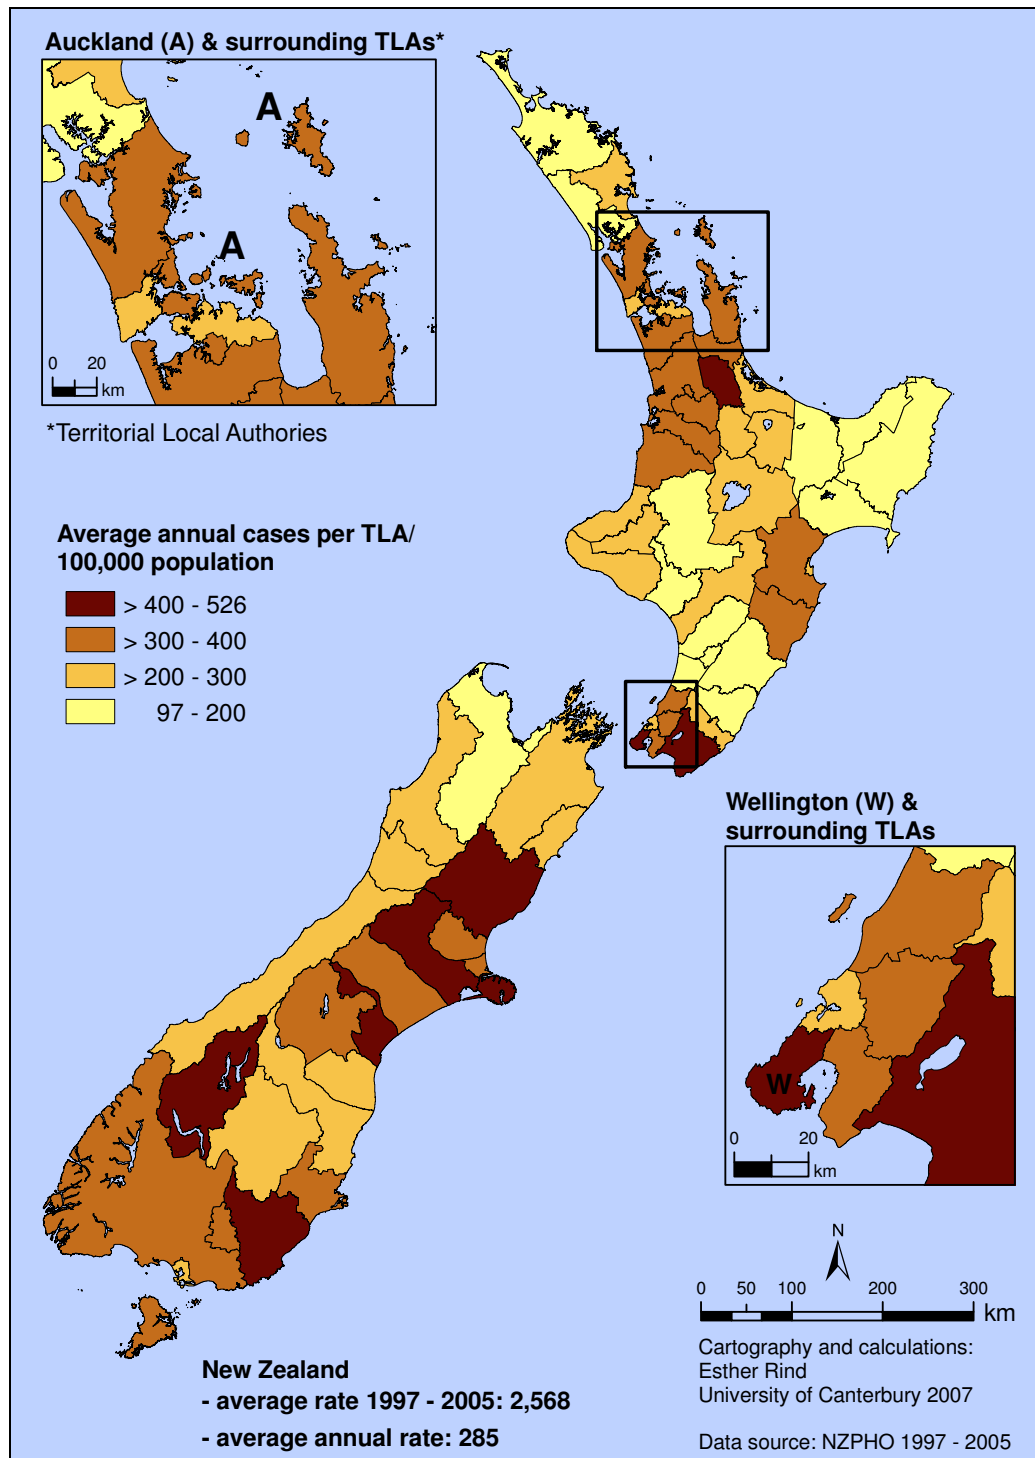 Auckland (A) & surrounding TLAs*
A
A
0 20
km
*Territorial Local Authories
Average annual cases per TLA/
100,000 population
> 400 - 526
> 300 - 400
> 200 - 300
97 - 200
Wellington (W) &
surrounding TLAs
W
0 20
km
N
0 50 100 200 300
km
Cartography and calculations:
Esther Rind
University of Canterbury 2007
Data source: NZPHO 1997 - 2005
New Zealand
- average rate 1997 - 2005: 2,568
- average annual rate: 285